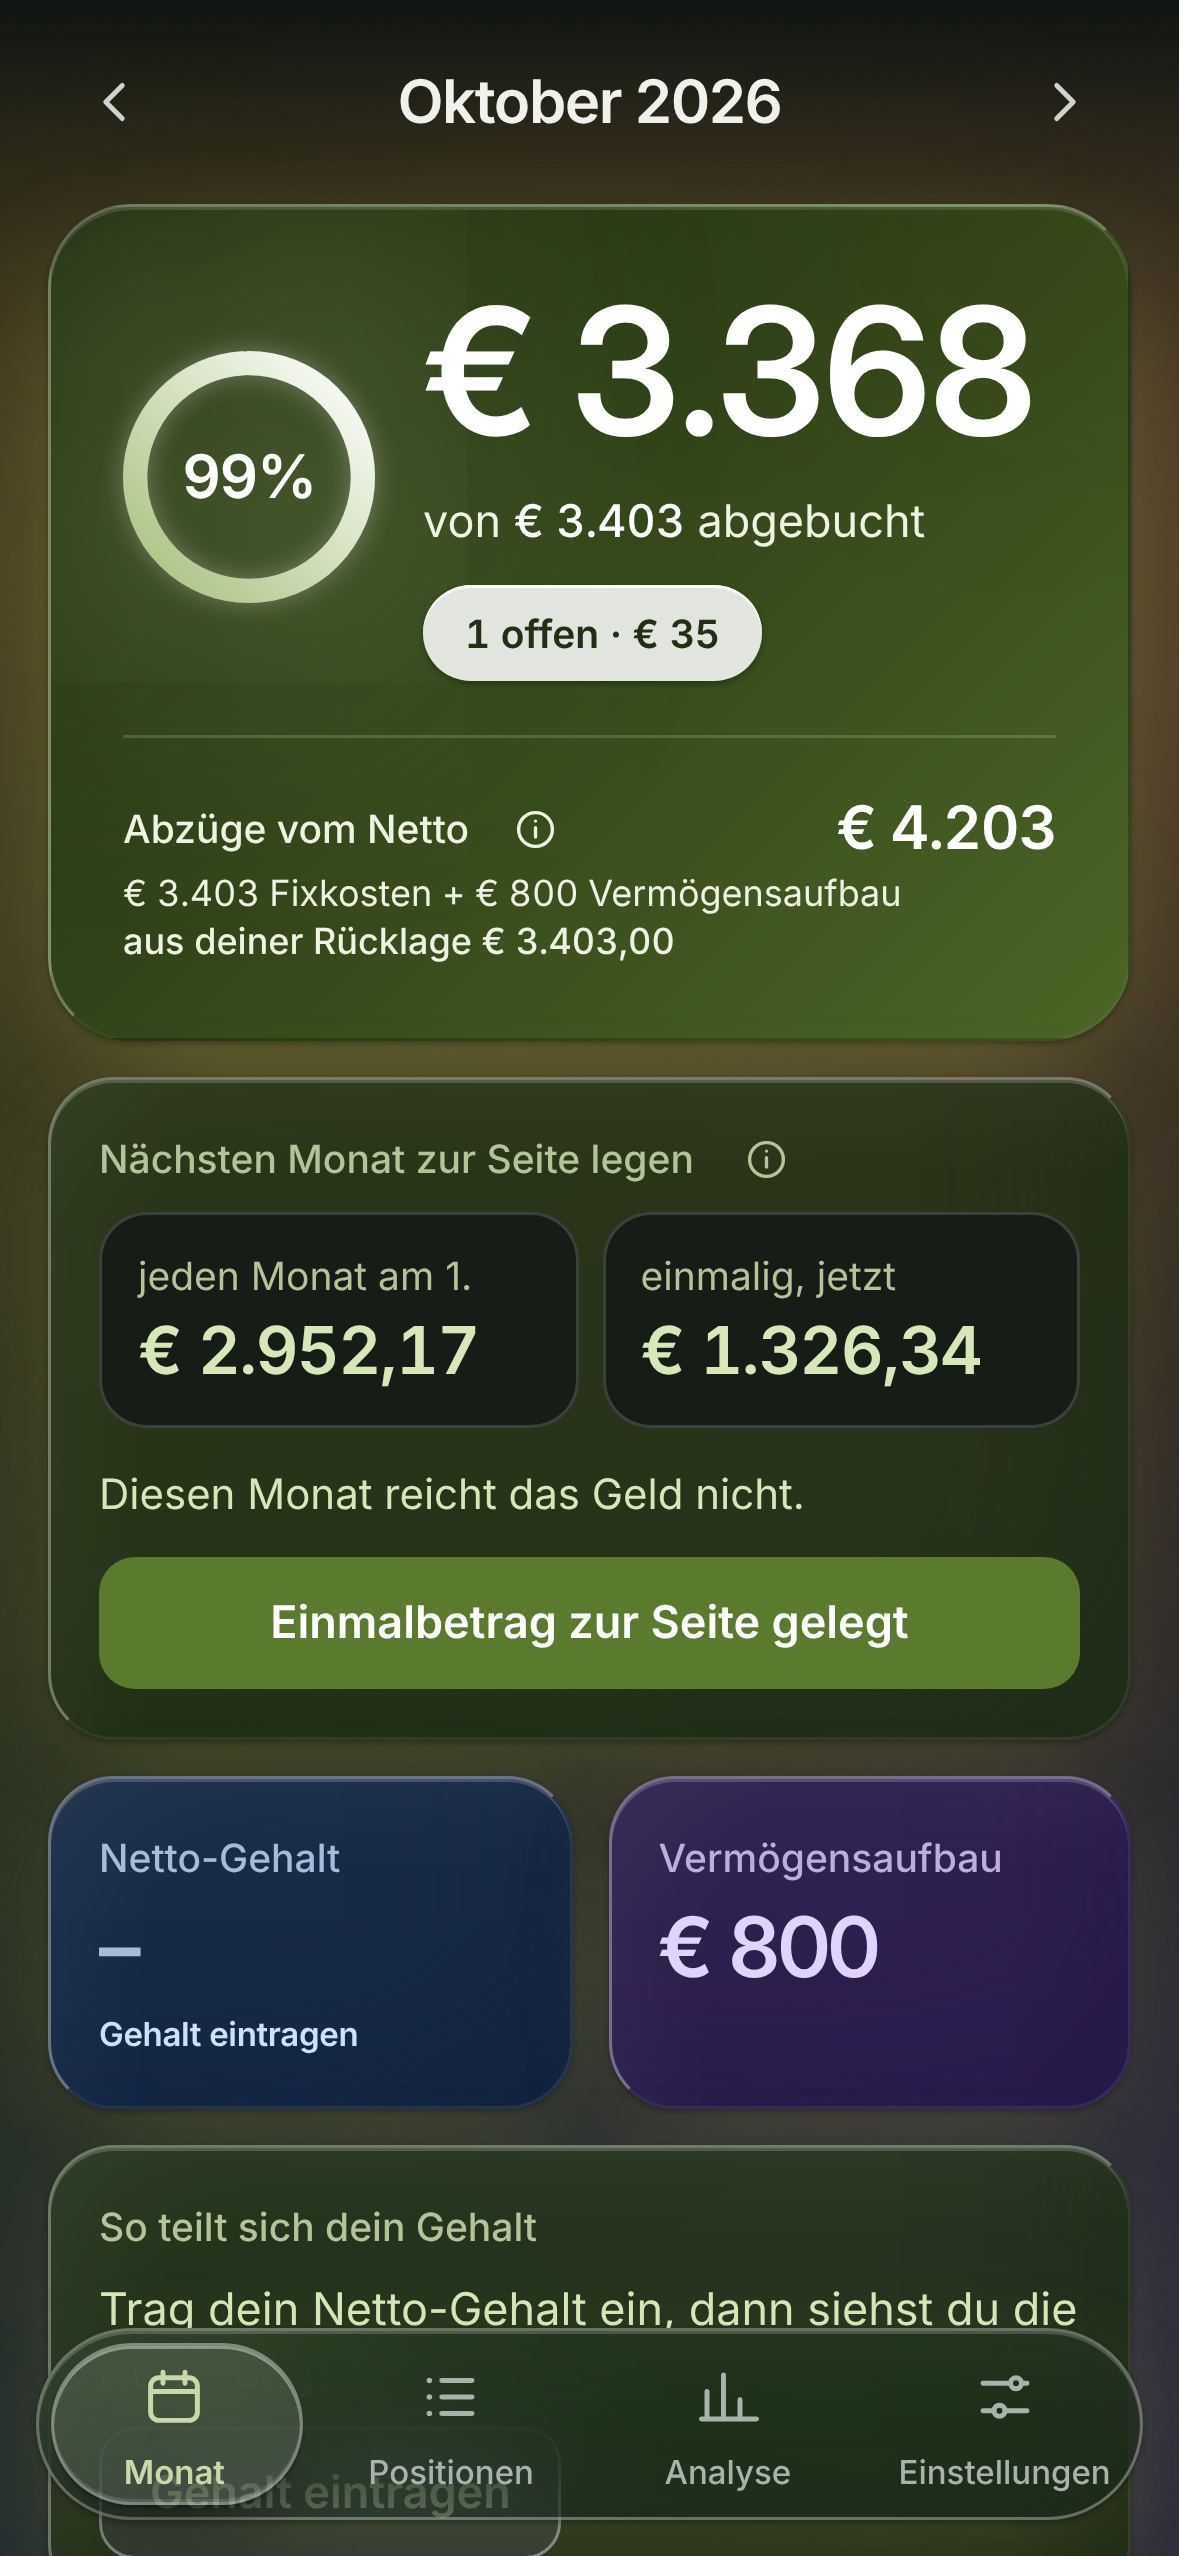 Oktober 2026
€ 3.368
99%
von € 3.403 abgebucht
1 offen · € 35
Abzüge vom Netto
€ 4.203
€ 3.403 Fixkosten + € 800 Vermögensaufbau
aus deiner Rücklage € 3.403,00
Nächsten Monat zur Seite legen
jeden Monat am 1.
€ 2.952,17
einmalig, jetzt
€ 1.326,34
Diesen Monat reicht das Geld nicht.
Einmalbetrag zur Seite gelegt
Netto-Gehalt
–
Gehalt eintragen
Vermögensaufbau
€ 800
So teilt sich dein Gehalt
Trag dein Netto-Gehalt ein, dann siehst du die
Gehalt eintragen
Monat
Positionen
Analyse
Einstellungen